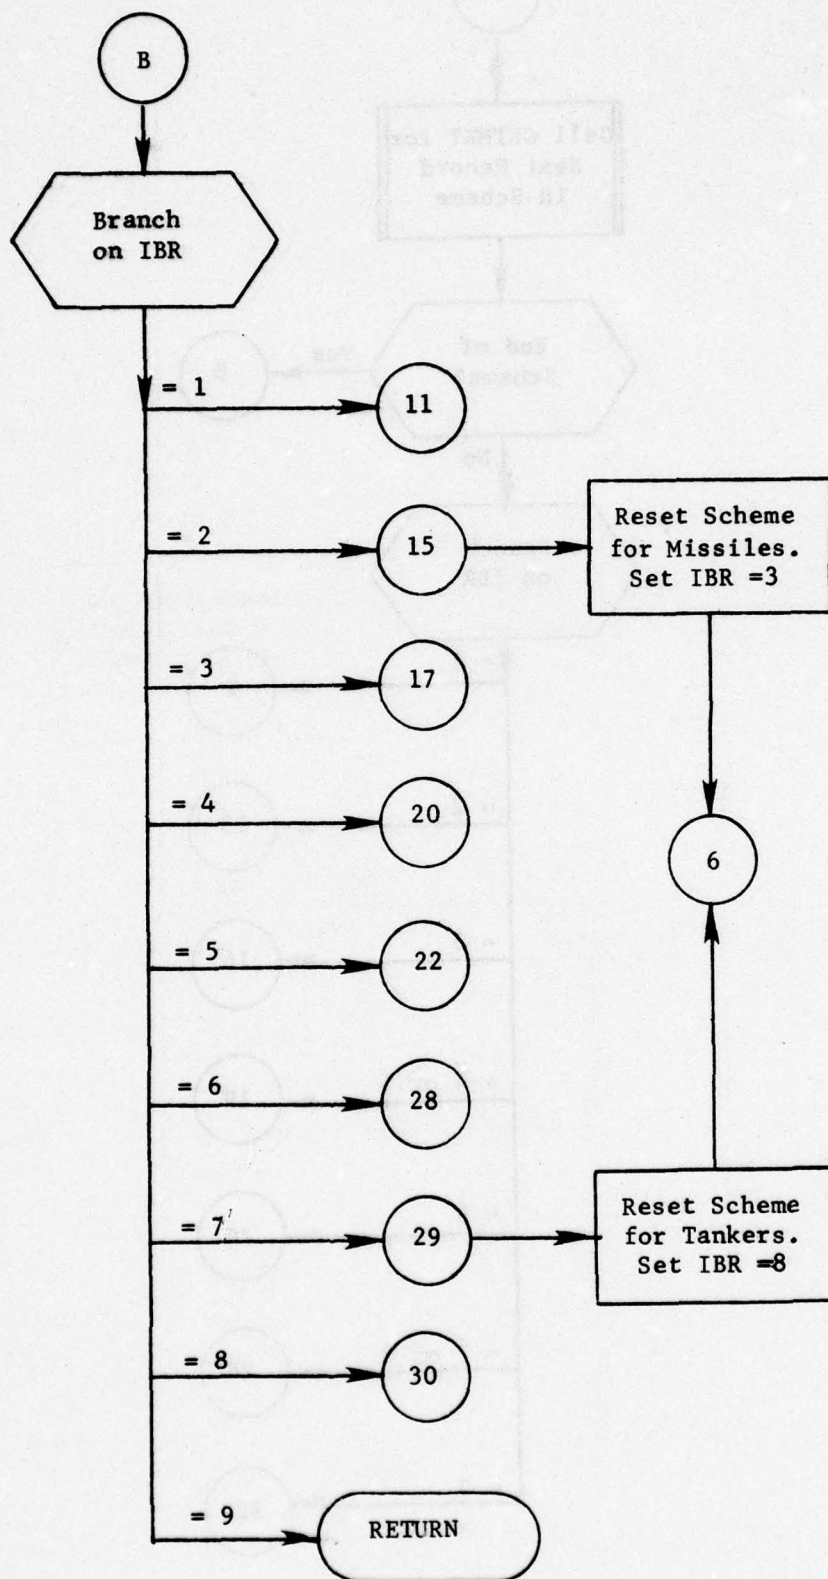 B
Branch
on IBR
= 1
11
= 2
15
Reset Scheme
for Missiles.
Set IBR =3
= 3
17
= 4
20
6
= 5
22
= 6
28
= 7
29
Reset Scheme
for Tankers.
Set IBR =8
= 8
30
= 9
RETURN